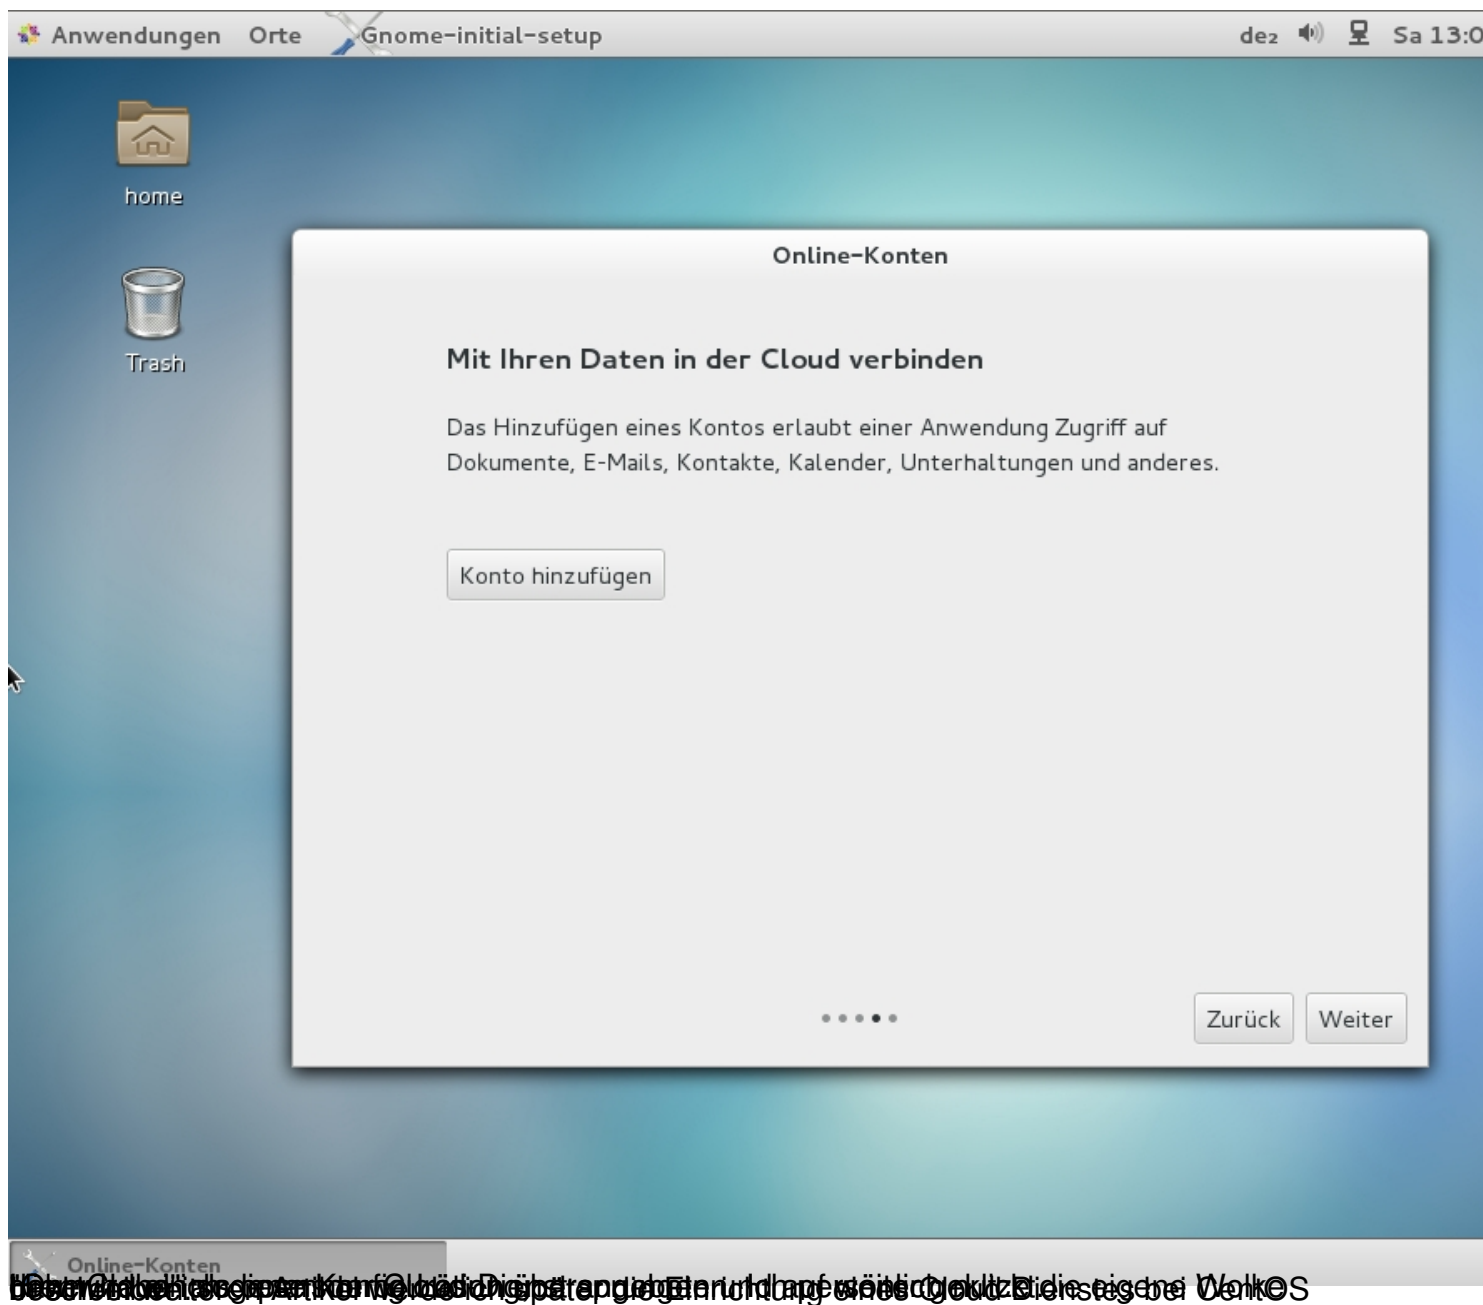 Anwendungen Orte Gnome-initial-setup de₂ Sa 13:0
home
Trash
Online-Konten
Mit Ihren Daten in der Cloud verbinden
Das Hinzufügen eines Kontos erlaubt einer Anwendung Zugriff auf
Dokumente, E-Mails, Kontakte, Kalender, Unterhaltungen und anderes.
Konto hinzufügen
Zurück Weiter
Online-Konten